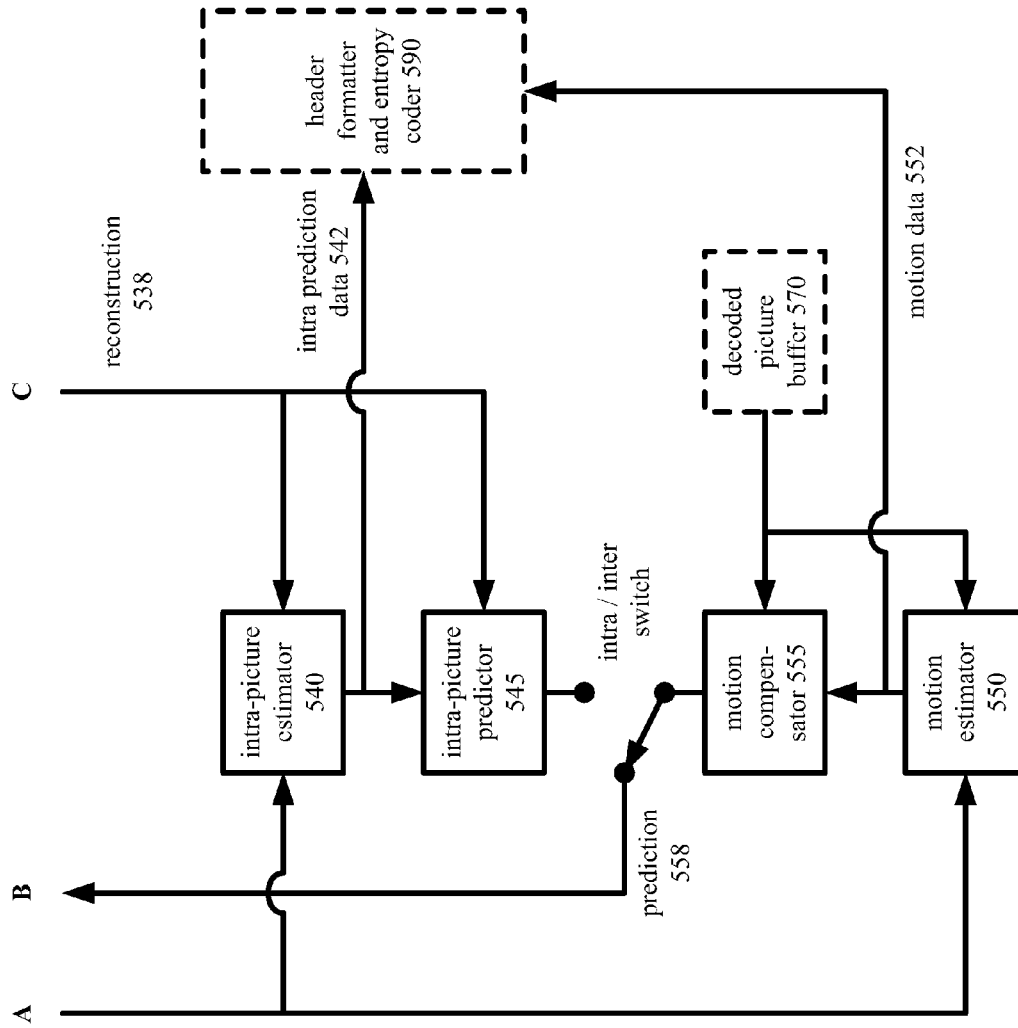 A
B
C
reconstruction
538
header
formatter
and entropy
coder 590
intra prediction
data 542
intra-picture
estimator
540
intra-picture
predictor
545
intra / inter
switch
prediction
558
decoded
picture
buffer 570
motion
compen-
sator 555
motion data 552
motion
estimator
550